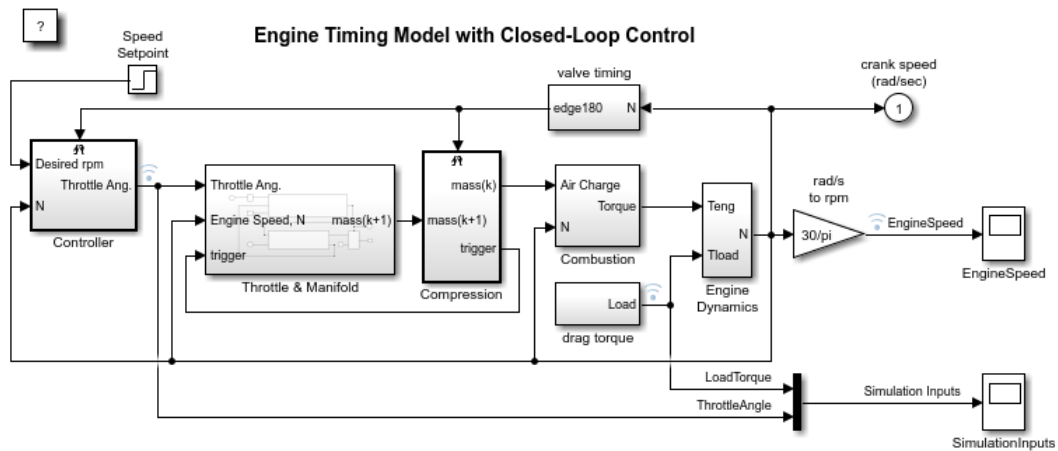 ?
Speed
Setpoint
Engine Timing Model with Closed-Loop Control
valve timing
edge180 N
crank speed
(rad/sec)
1
Desired rpm
Throttle Ang.
N
Controller
Throttle Ang.
Engine Speed, N
mass(k+1)
trigger
Throttle & Manifold
mass(k)
mass(k+1)
trigger
Compression
Air Charge
Torque
N
Combustion
Load
drag torque
Teng
N
Tload
Engine
Dynamics
rad/s
to rpm
30/pi
EngineSpeed
EngineSpeed
LoadTorque
ThrottleAngle
Simulation Inputs
SimulationInputs